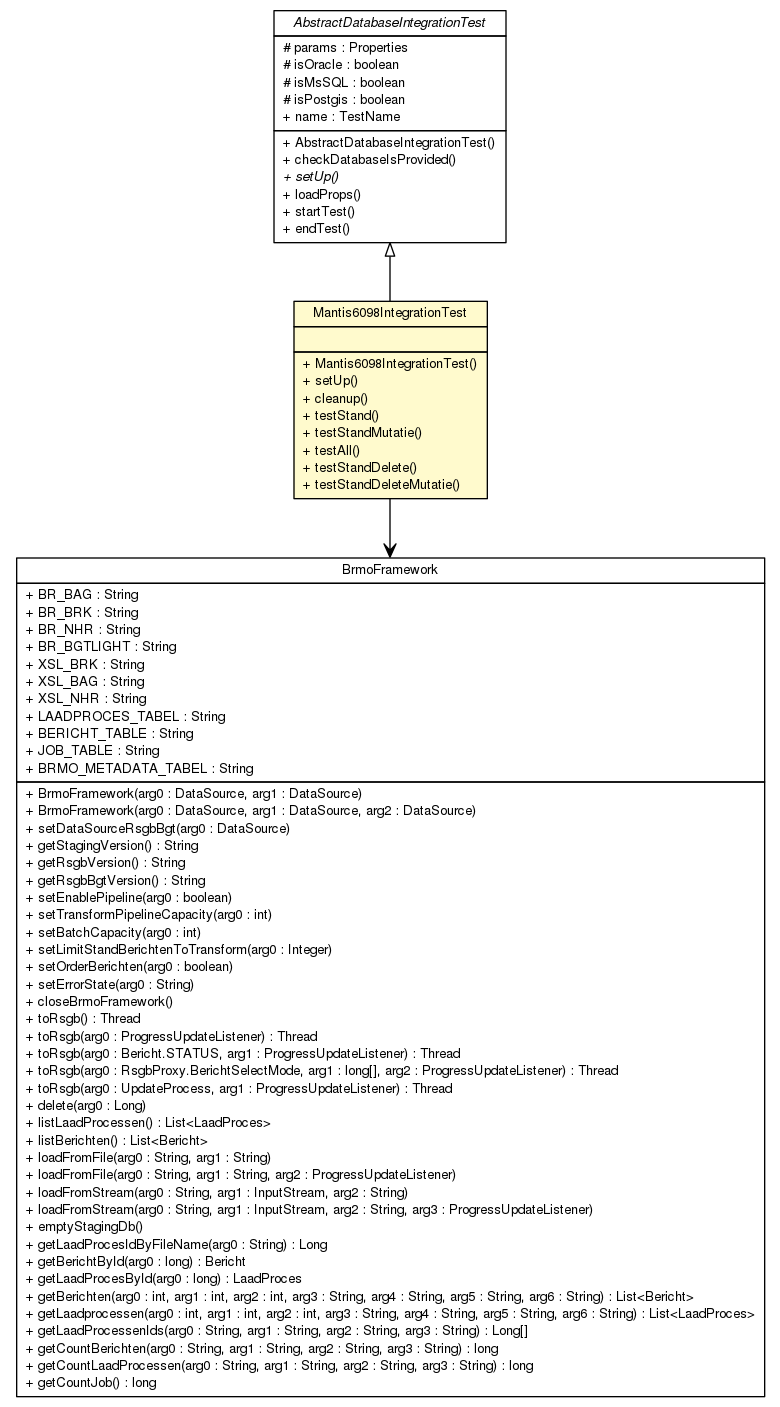 AbstractDatabaseIntegrationTest
# params : Properties
# isOracle : boolean
# isMsSQL : boolean
# isPostgis : boolean
+ name : TestName
+ AbstractDatabaseIntegrationTest()
+ checkDatabaseIsProvided()
+ setUp()
+ loadProps()
+ startTest()
+ endTest()
Mantis6098IntegrationTest
+ Mantis6098IntegrationTest()
+ setUp()
+ cleanup()
+ testStand()
+ testStandMutatie()
+ testAll()
+ testStandDelete()
+ testStandDeleteMutatie()
BrmoFramework
+ BR_BAG : String
+ BR_BRK : String
+ BR_NHR : String
+ BR_BGTLIGHT : String
+ XSL_BRK : String
+ XSL_BAG : String
+ XSL_NHR : String
+ LAADPROCES_TABEL : String
+ BERICHT_TABLE : String
+ JOB_TABLE : String
+ BRMO_METADATA_TABEL : String
+ BrmoFramework(arg0 : DataSource, arg1 : DataSource)
+ BrmoFramework(arg0 : DataSource, arg1 : DataSource, arg2 : DataSource)
+ setDataSourceRsgbBgt(arg0 : DataSource)
+ getStagingVersion() : String
+ getRsgbVersion() : String
+ getRsgbBgtVersion() : String
+ setEnablePipeline(arg0 : boolean)
+ setTransformPipelineCapacity(arg0 : int)
+ setBatchCapacity(arg0 : int)
+ setLimitStandBerichtenToTransform(arg0 : Integer)
+ setOrderBerichten(arg0 : boolean)
+ setErrorState(arg0 : String)
+ closeBrmoFramework()
+ toRsgb() : Thread
+ toRsgb(arg0 : ProgressUpdateListener) : Thread
+ toRsgb(arg0 : Bericht.STATUS, arg1 : ProgressUpdateListener) : Thread
+ toRsgb(arg0 : RsgbProxy.BerichtSelectMode, arg1 : long[], arg2 : ProgressUpdateListener) : Thread
+ toRsgb(arg0 : UpdateProcess, arg1 : ProgressUpdateListener) : Thread
+ delete(arg0 : Long)
+ listLaadProcessen() : List<LaadProces>
+ listBerichten() : List<Bericht>
+ loadFromFile(arg0 : String, arg1 : String)
+ loadFromFile(arg0 : String, arg1 : String, arg2 : ProgressUpdateListener)
+ loadFromStream(arg0 : String, arg1 : InputStream, arg2 : String)
+ loadFromStream(arg0 : String, arg1 : InputStream, arg2 : String, arg3 : ProgressUpdateListener)
+ emptyStagingDb()
+ getLaadProcesIdByFileName(arg0 : String) : Long
+ getBerichtById(arg0 : long) : Bericht
+ getLaadProcesById(arg0 : long) : LaadProces
+ getBerichten(arg0 : int, arg1 : int, arg2 : int, arg3 : String, arg4 : String, arg5 : String, arg6 : String) : List<Bericht>
+ getLaadprocessen(arg0 : int, arg1 : int, arg2 : int, arg3 : String, arg4 : String, arg5 : String, arg6 : String) : List<LaadProces>
+ getLaadProcessenIds(arg0 : String, arg1 : String, arg2 : String, arg3 : String) : Long[]
+ getCountBerichten(arg0 : String, arg1 : String, arg2 : String, arg3 : String) : long
+ getCountLaadProcessen(arg0 : String, arg1 : String, arg2 : String, arg3 : String) : long
+ getCountJob() : long